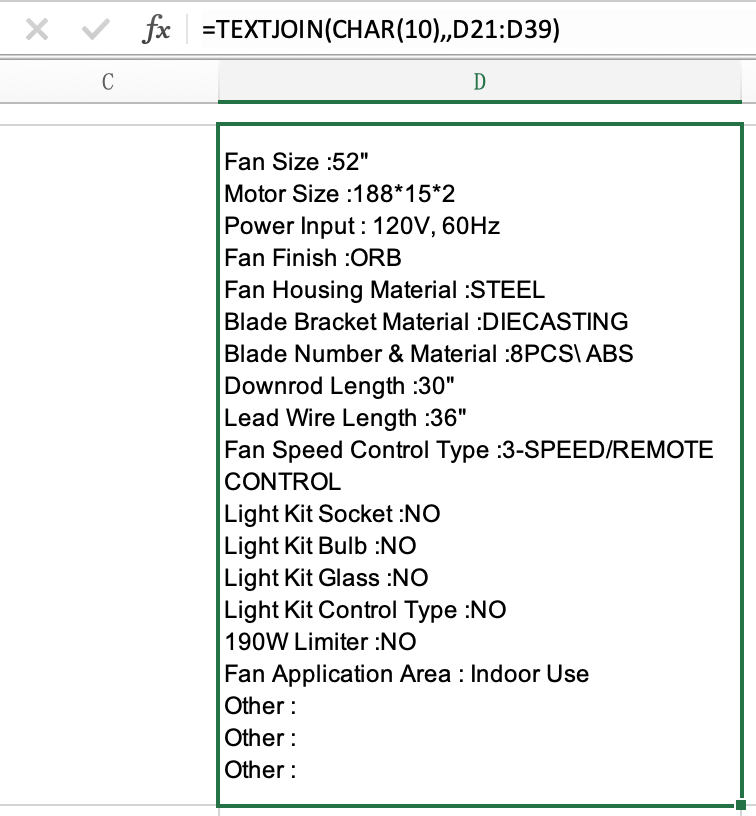 fx =TEXTJOIN(CHAR(10),,D21:D39)
C D
Fan Size :52"
Motor Size :188*15*2
Power Input : 120V, 60Hz
Fan Finish :ORB
Fan Housing Material :STEEL
Blade Bracket Material :DIECASTING
Blade Number & Material :8PCS\ ABS
Downrod Length :30"
Lead Wire Length :36"
Fan Speed Control Type :3-SPEED/REMOTE
CONTROL
Light Kit Socket :NO
Light Kit Bulb :NO
Light Kit Glass :NO
Light Kit Control Type :NO
190W Limiter :NO
Fan Application Area : Indoor Use
Other :
Other :
Other :